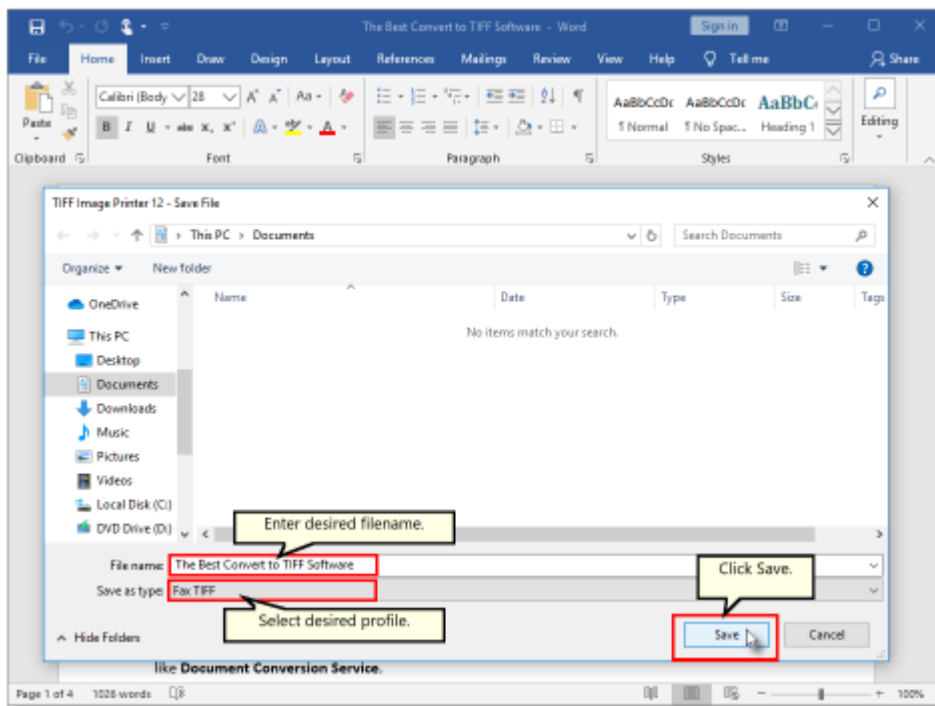 The Best Convert to TIFF Software - Word
Sign in
File Home Insert Draw Design Layout References Mailings Review View Help Tell me Share
Calibri (Body 28 Aa
Paste
B I U abc x, x² A
AaBbCcDc AaBbCcDc AaBbC
¶ Normal ¶ No Spac... Heading 1
Editing
Clipboard Font Paragraph Styles
TIFF Image Printer 12 - Save File
This PC > Documents
Search Documents
Organize New folder
Name Date Type Size Tags
No items match your search.
OneDrive
This PC
Desktop
Documents
Downloads
Music
Pictures
Videos
Local Disk (C:)
DVD Drive (D:)
Enter desired filename.
File name: The Best Convert to TIFF Software
Click Save.
Save as type: Fax TIFF
Select desired profile.
Hide Folders
Save Cancel
like Document Conversion Service.
Page 1 of 4 1026 words 100%